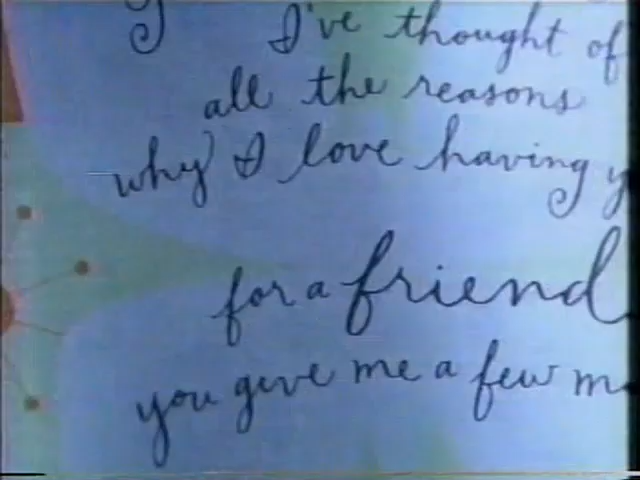 I've thought of
all the reasons
why I love having y
for a friend
you give me a few m